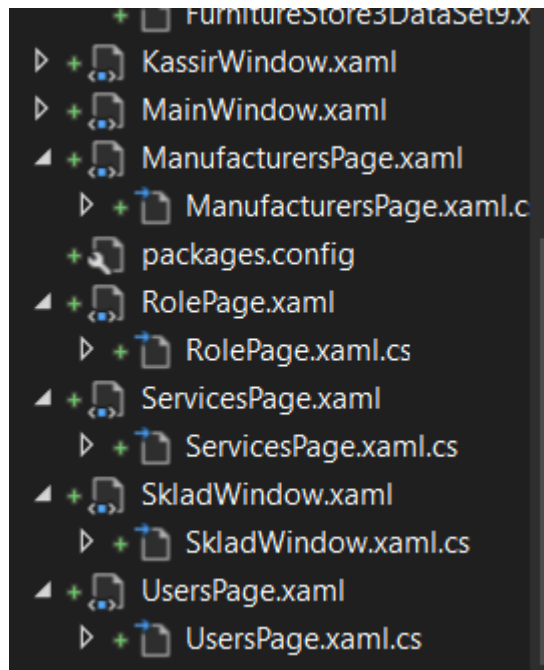 FurnitureStore3DataSet9.x
KassirWindow.xaml
MainWindow.xaml
ManufacturersPage.xaml
ManufacturersPage.xaml.c
packages.config
RolePage.xaml
RolePage.xaml.cs
ServicesPage.xaml
ServicesPage.xaml.cs
SkladWindow.xaml
SkladWindow.xaml.cs
UsersPage.xaml
UsersPage.xaml.cs